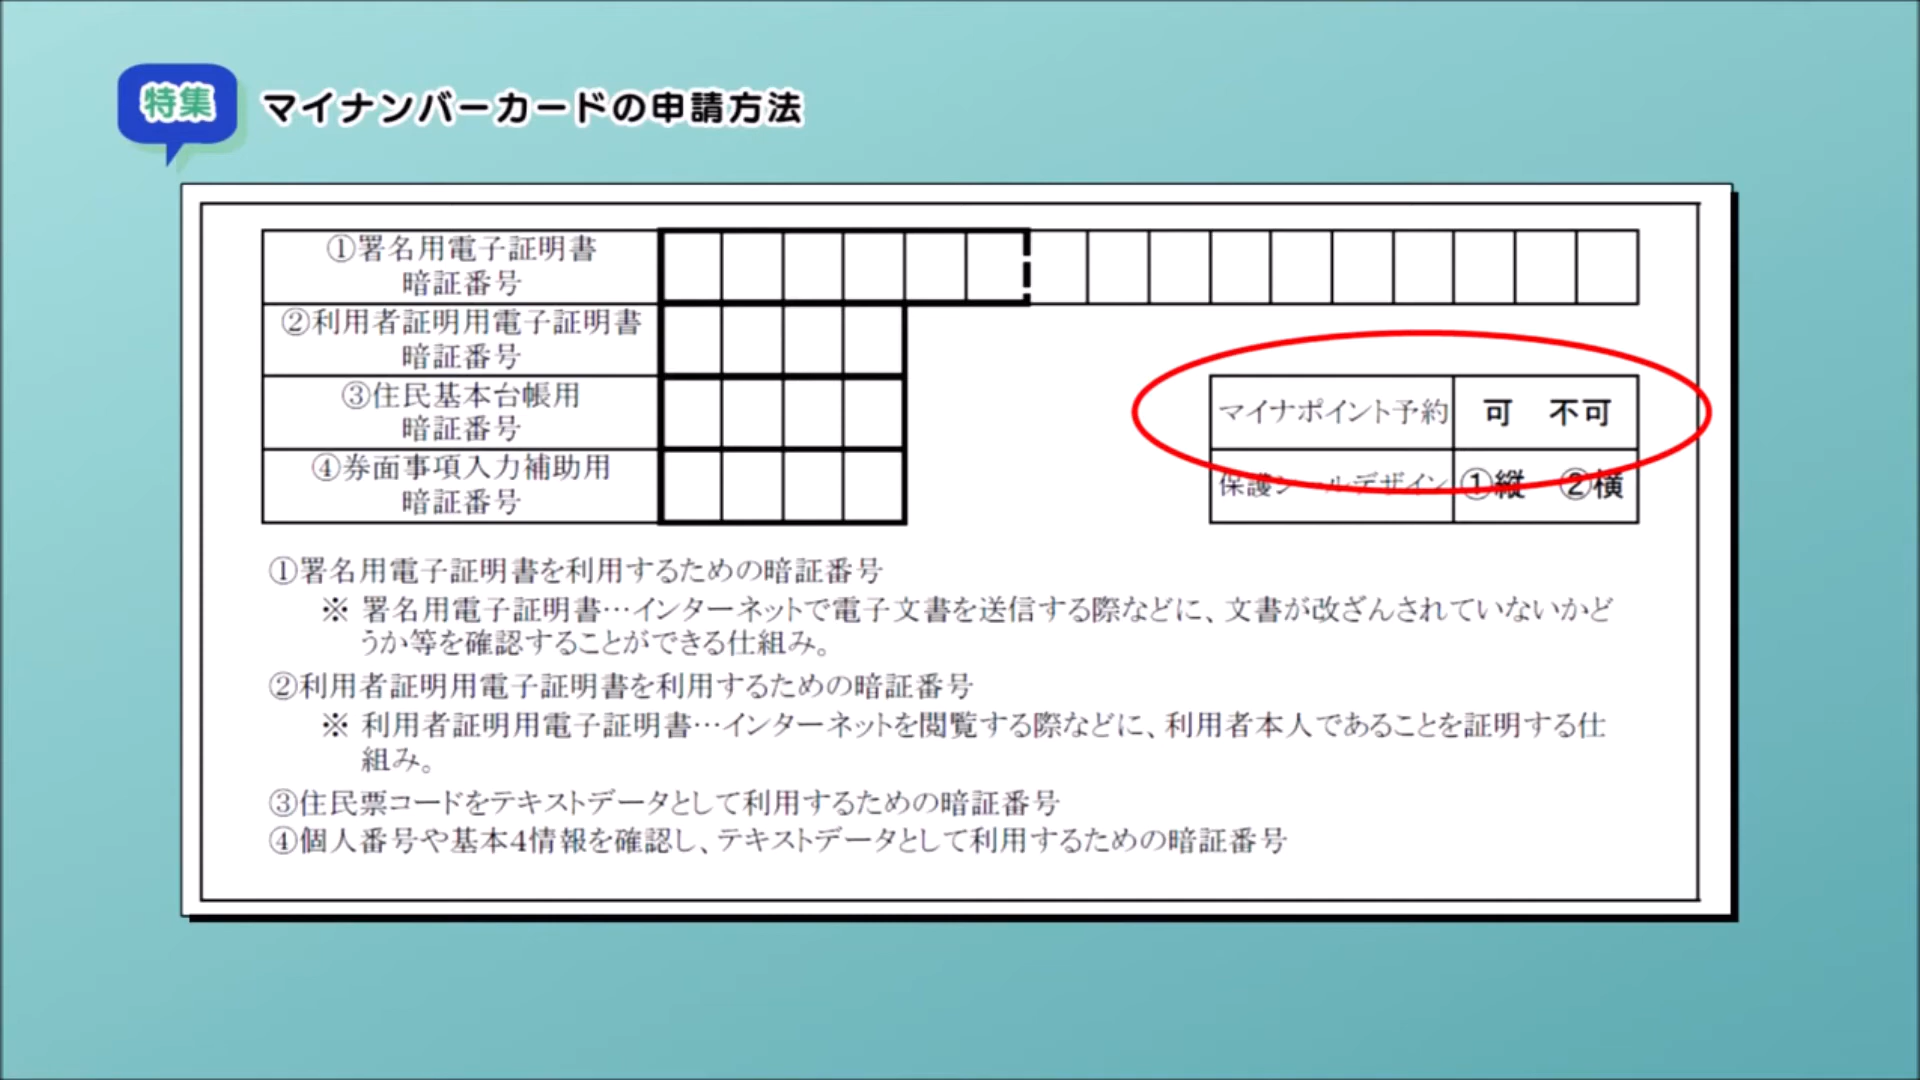 特集
マイナンバーカードの申請方法
①署名用電子証明書
暗証番号
②利用者証明用電子証明書
暗証番号
③住民基本台帳用
暗証番号
④券面事項入力補助用
暗証番号
マイナポイント予約 可 不可
保護シールデザイン ①縦 ②横
①署名用電子証明書を利用するための暗証番号
※ 署名用電子証明書…インターネットで電子文書を送信する際などに、文書が改ざんされていないかど
うか等を確認することができる仕組み。
②利用者証明用電子証明書を利用するための暗証番号
※ 利用者証明用電子証明書…インターネットを閲覧する際などに、利用者本人であることを証明する仕
組み。
③住民票コードをテキストデータとして利用するための暗証番号
④個人番号や基本4情報を確認し、テキストデータとして利用するための暗証番号